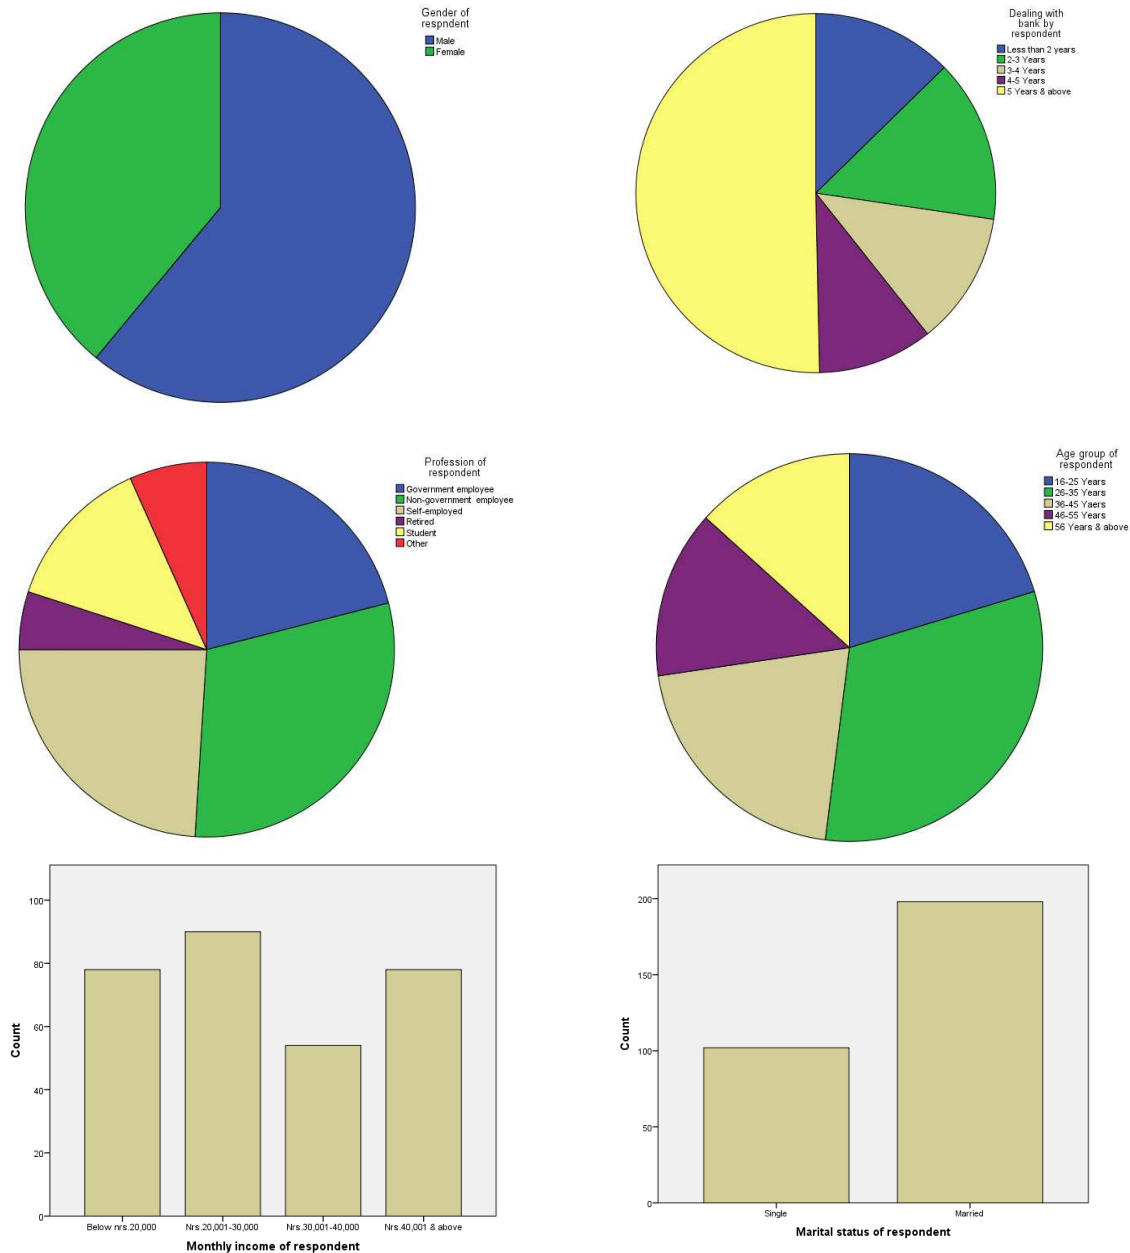 Gender of
respndent
Male
Female
Dealing with
bank by
respondent
Less than 2 years
2-3 Years
3-4 Years
4-5 Years
5 Years & above
Profession of
respondent
Government employee
Non-government employee
Self-employed
Retired
Student
Other
Age group of
respondent
16-25 Years
26-35 Years
36-45 Yaers
46-55 Years
56 Years & above
100
80
60
40
20
0
Count
Below nrs.20,000
Nrs.20,001-30,000
Nrs.30,001-40,000
Nrs.40,001 & above
Monthly income of respondent
200
150
100
50
0
Count
Single
Married
Marital status of respondent